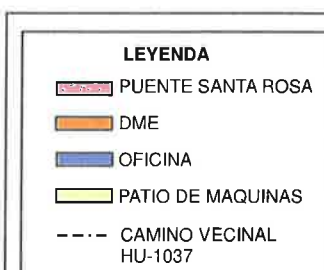 LEYENDA
PUENTE SANTA ROSA
DME
OFICINA
PATIO DE MAQUINAS
CAMINO VECINAL
HU-1037